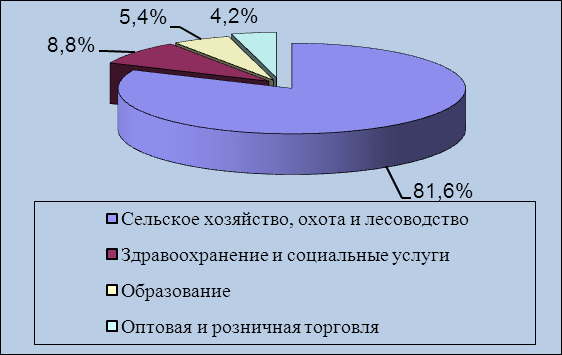 5,4%
4,2%
8,8%
81,6%
Сельское хозяйство, охота и лесоводство
Здравоохранение и социальные услуги
Образование
Оптовая и розничная торговля